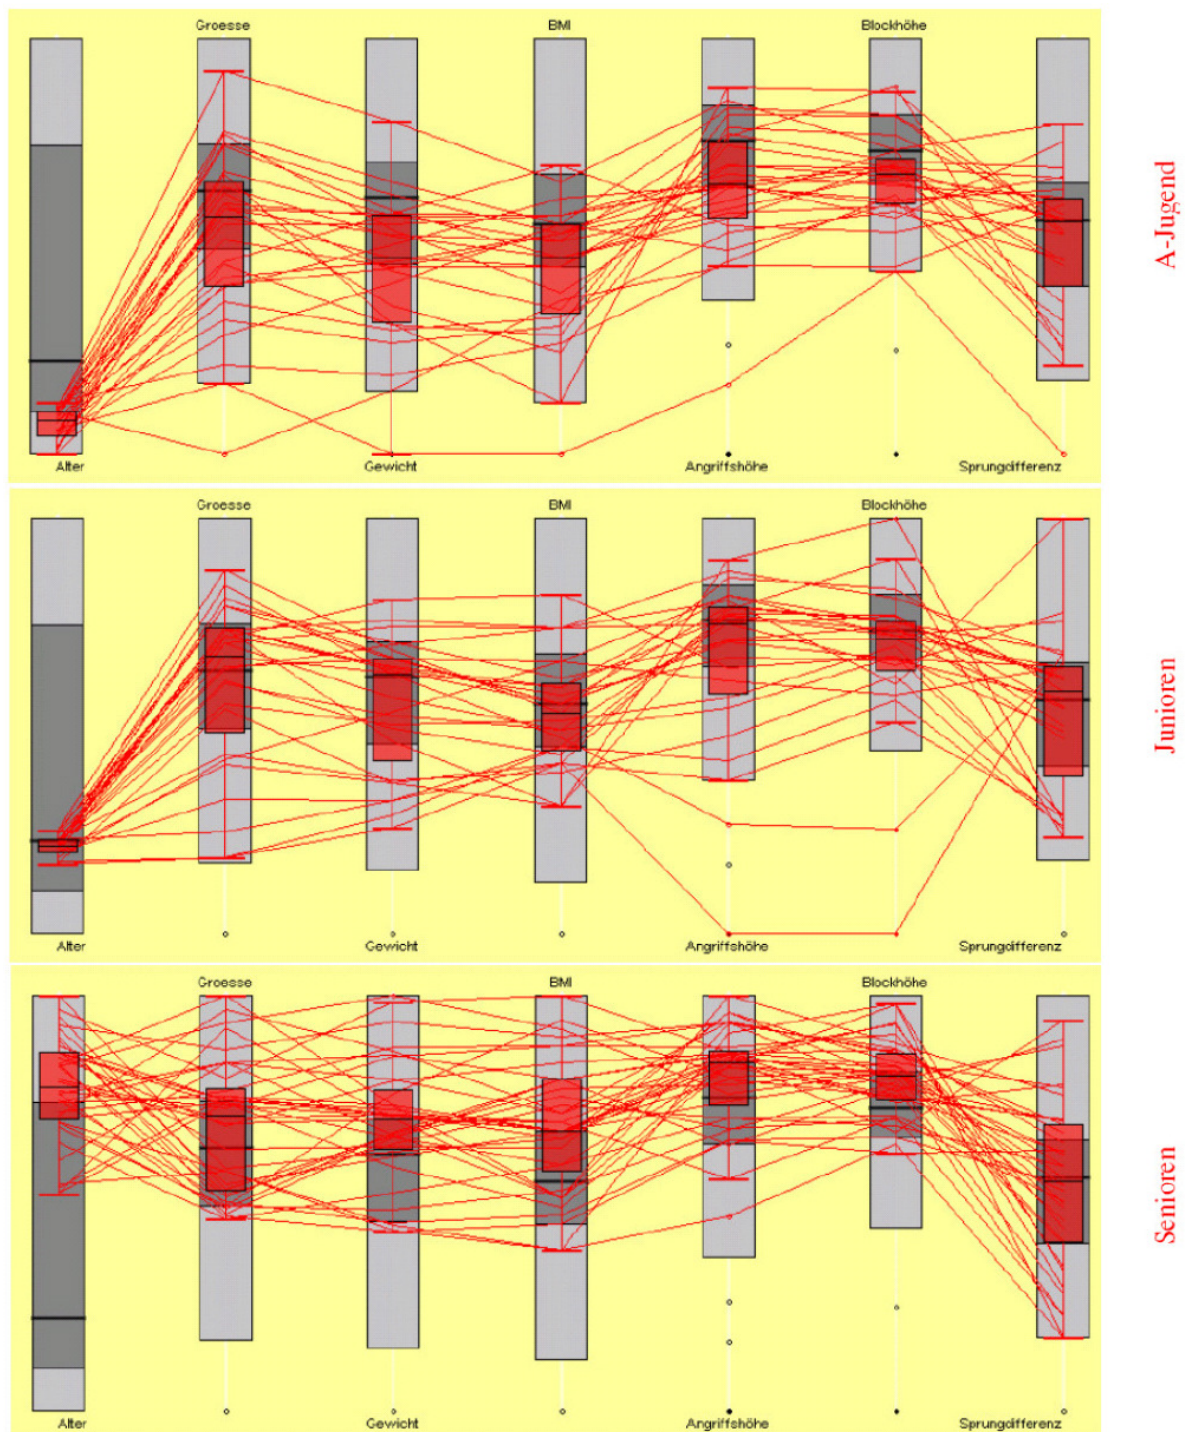 Groesse BMI Blockhöhe
Alter Gewicht Angriffshöhe Sprungdifferenz
A-Jugend
Groesse BMI Blockhöhe
Alter Gewicht Angriffshöhe Sprungdifferenz
Junioren
Groesse BMI Blockhöhe
Alter Gewicht Angriffshöhe Sprungdifferenz
Senioren